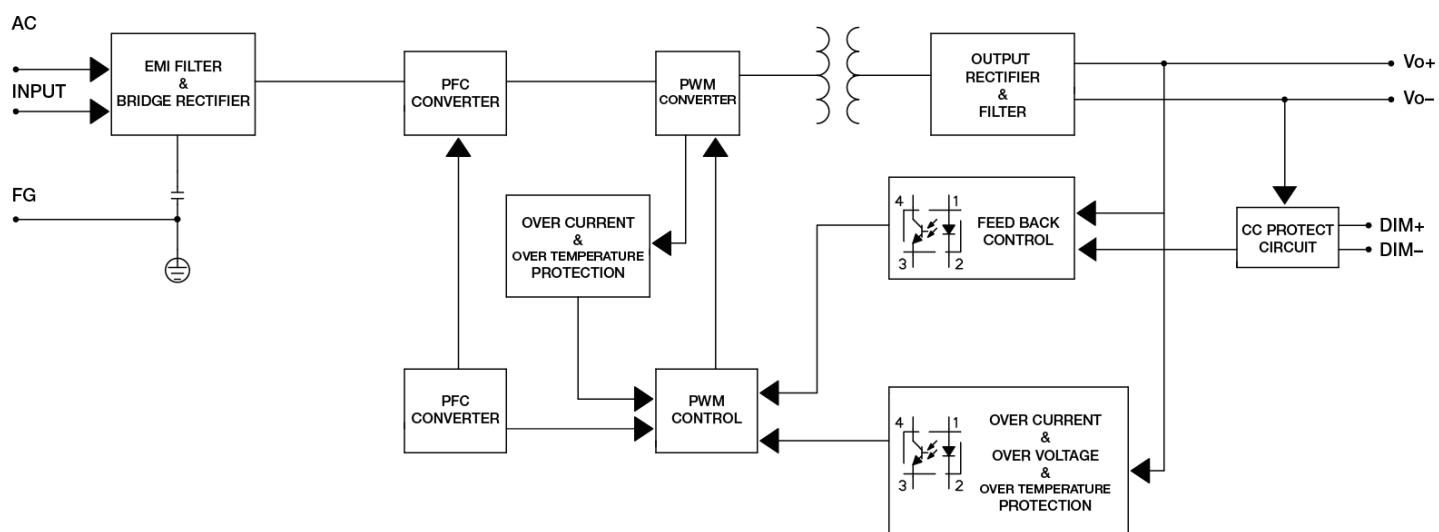 AC
INPUT
FG
EMI FILTER
&
BRIDGE RECTIFIER
PFC
CONVERTER
PWM
CONVERTER
OUTPUT
RECTIFIER
&
FILTER
Vo+
Vo–
OVER CURRENT
&
OVER TEMPERATURE
PROTECTION
4 1
3 2
FEED BACK
CONTROL
CC PROTECT
CIRCUIT
DIM+
DIM–
PFC
CONVERTER
PWM
CONTROL
4 1
3 2
OVER CURRENT
&
OVER VOLTAGE
&
OVER TEMPERATURE
PROTECTION